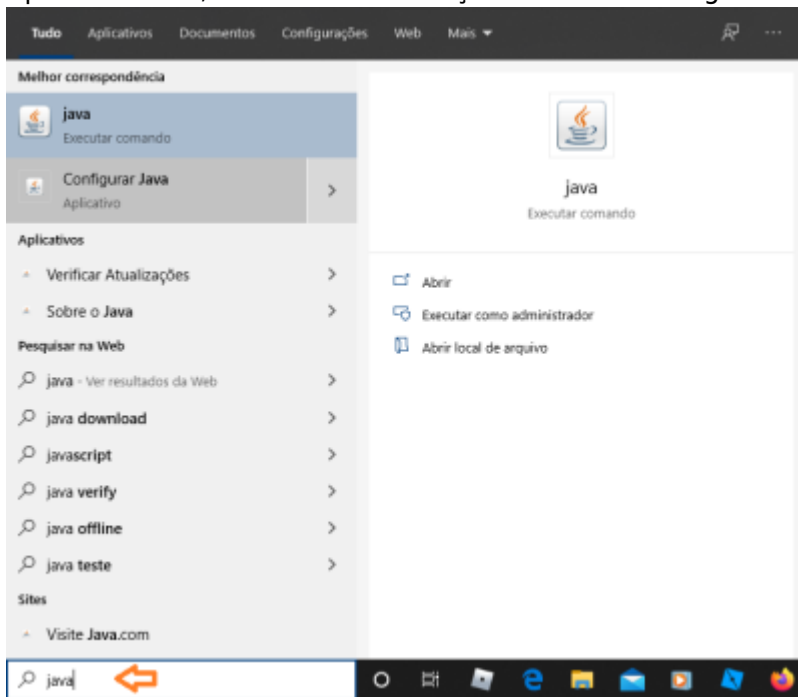 Tudo Aplicativos Documentos Configurações Web Mais
Melhor correspondência
java
Executar comando
Configurar Java
Aplicativo
Aplicativos
Verificar Atualizações
Sobre o Java
Pesquisar na Web
java - Ver resultados da Web
java download
javascript
java verify
java offline
java teste
Sites
Visite Java.com
java
java
Executar comando
Abrir
Executar como administrador
Abrir local de arquivo